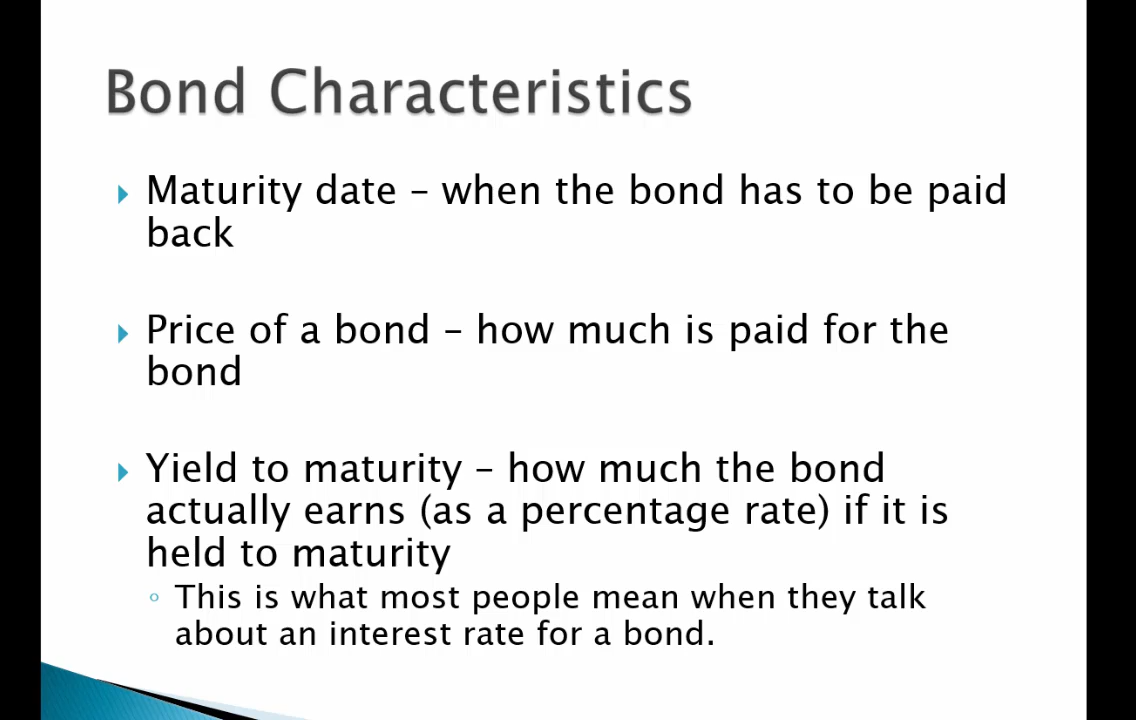 Bond Characteristics
Maturity date – when the bond has to be paid
back
Price of a bond – how much is paid for the
bond
Yield to maturity – how much the bond
actually earns (as a percentage rate) if it is
held to maturity
This is what most people mean when they talk
about an interest rate for a bond.